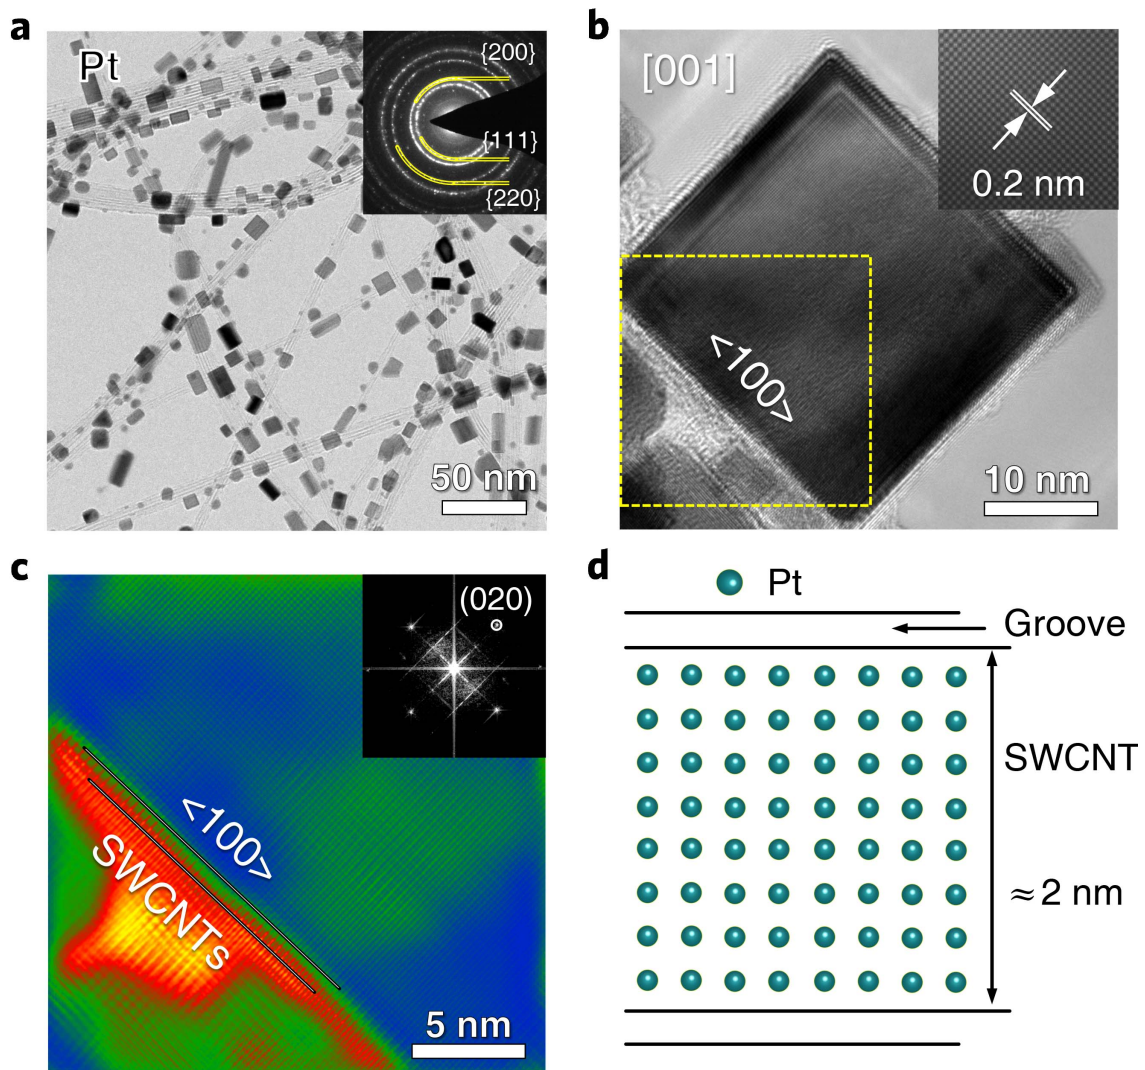 a
Pt
{200}
{111}
{220}
50 nm
b
[001]
0.2 nm
<100>
10 nm
c
(020)
<100>
SWCNTs
5 nm
d
Pt
Groove
SWCNT
≈2 nm